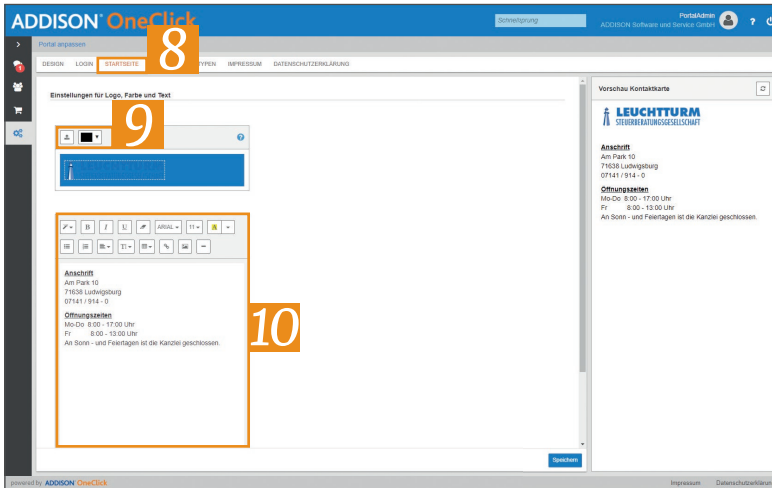 ADDISON OneClick
Schnellsprung
PortalAdmin
ADDISON Software und Service GmbH
?
8
Portal anpassen
1
DESIGN LOGIN STARTSEITE TYPEN IMPRESSUM DATENSCHUTZERKLÄRUNG
Einstellungen für Logo, Farbe und Text
9
?
B I U ARIAL 11 A
Anschrift
Am Park 10
71638 Ludwigsburg
07141 / 914 - 0
Öffnungszeiten
Mo-Do 8:00 - 17:00 Uhr
Fr 8:00 - 13:00 Uhr
An Sonn - und Feiertagen ist die Kanzlei geschlossen.
10
Speichern
Vorschau Kontaktkarte
LEUCHTTURM
STEUERBERATUNGSGESELLSCHAFT
Anschrift
Am Park 10
71638 Ludwigsburg
07141 / 914 - 0
Öffnungszeiten
Mo-Do 8:00 - 17:00 Uhr
Fr 8:00 - 13:00 Uhr
An Sonn - und Feiertagen ist die Kanzlei geschlossen.
powered by ADDISON OneClick
Impressum Datenschutzerklärun